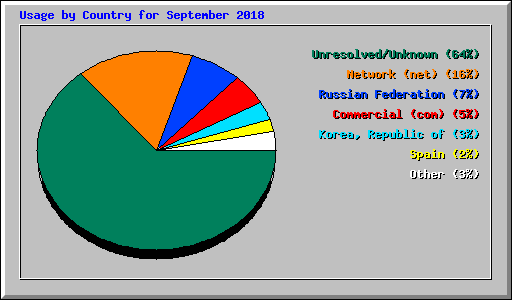 Usage by Country for September 2018
Unresolved/Unknown (64%)
Network (net) (16%)
Russian Federation (7%)
Commercial (com) (5%)
Korea, Republic of (3%)
Spain (2%)
Other (3%)